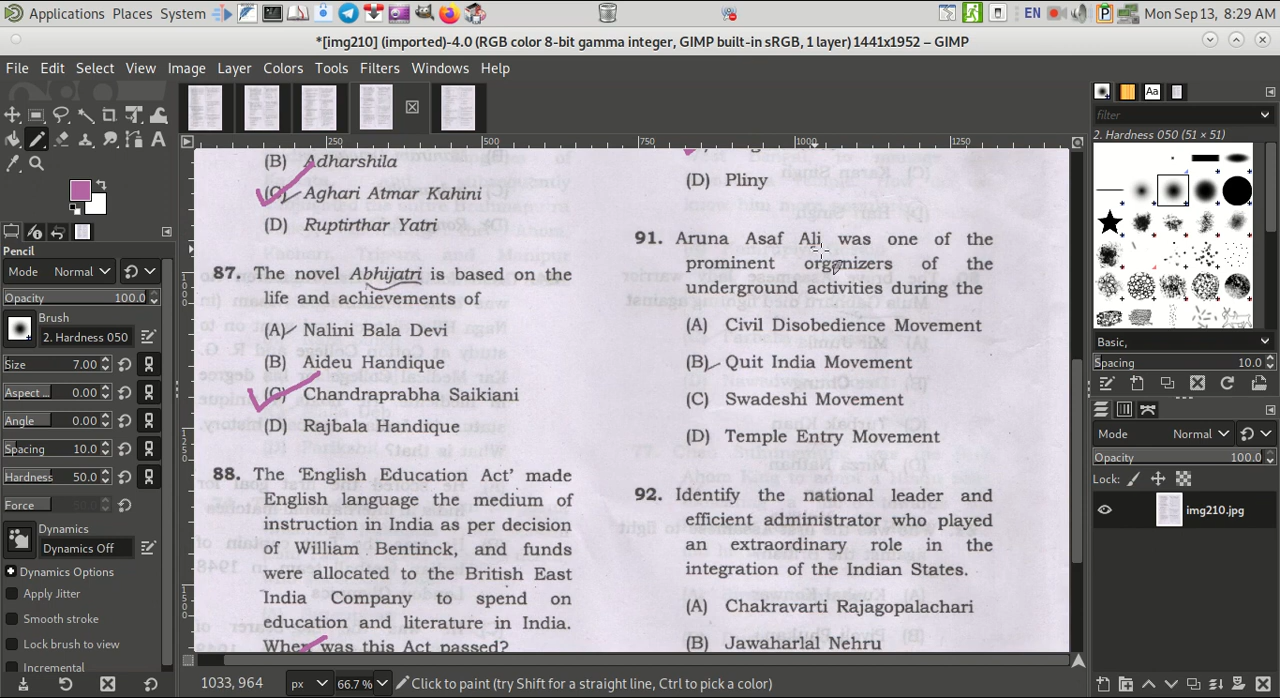 Applications Places System
EN
Mon Sep 13, 8:29 AM
*[img210] (imported)-4.0 (RGB color 8-bit gamma integer, GIMP built-in sRGB, 1 layer) 1441x1952 – GIMP
File Edit Select View Image Layer Colors Tools Filters Windows Help
Pencil
Mode Normal
Opacity 100.0
Brush
2. Hardness 050
Size 7.00
Aspect ... 0.00
Angle 0.00
Spacing 10.0
Hardness 50.0
Force
Dynamics
Dynamics Off
Dynamics Options
Apply Jitter
Smooth stroke
Lock brush to view
Incremental
250 500 750 1000 1250
(B) Adharshila
(C) Aghari Atmar Kahini
(D) Ruptirthar Yatri
87. The novel Abhijatri is based on the
life and achievements of
(A) Nalini Bala Devi
(B) Aideu Handique
(C) Chandraprabha Saikiani
(D) Rajbala Handique
88. The 'English Education Act' made
English language the medium of
instruction in India as per decision
of William Bentinck, and funds
were allocated to the British East
India Company to spend on
education and literature in India.
When was this Act passed?
(D) Pliny
91. Aruna Asaf Ali was one of the
prominent organizers of the
underground activities during the
(A) Civil Disobedience Movement
(B) Quit India Movement
(C) Swadeshi Movement
(D) Temple Entry Movement
92. Identify the national leader and
efficient administrator who played
an extraordinary role in the
integration of the Indian States.
(A) Chakravarti Rajagopalachari
(B) Jawaharlal Nehru
1033, 964 px 66.7% Click to paint (try Shift for a straight line, Ctrl to pick a color)
Aa
filter
2. Hardness 050 (51 × 51)
Basic,
Spacing 10.0
Mode Normal
Opacity 100.0
Lock:
img210.jpg